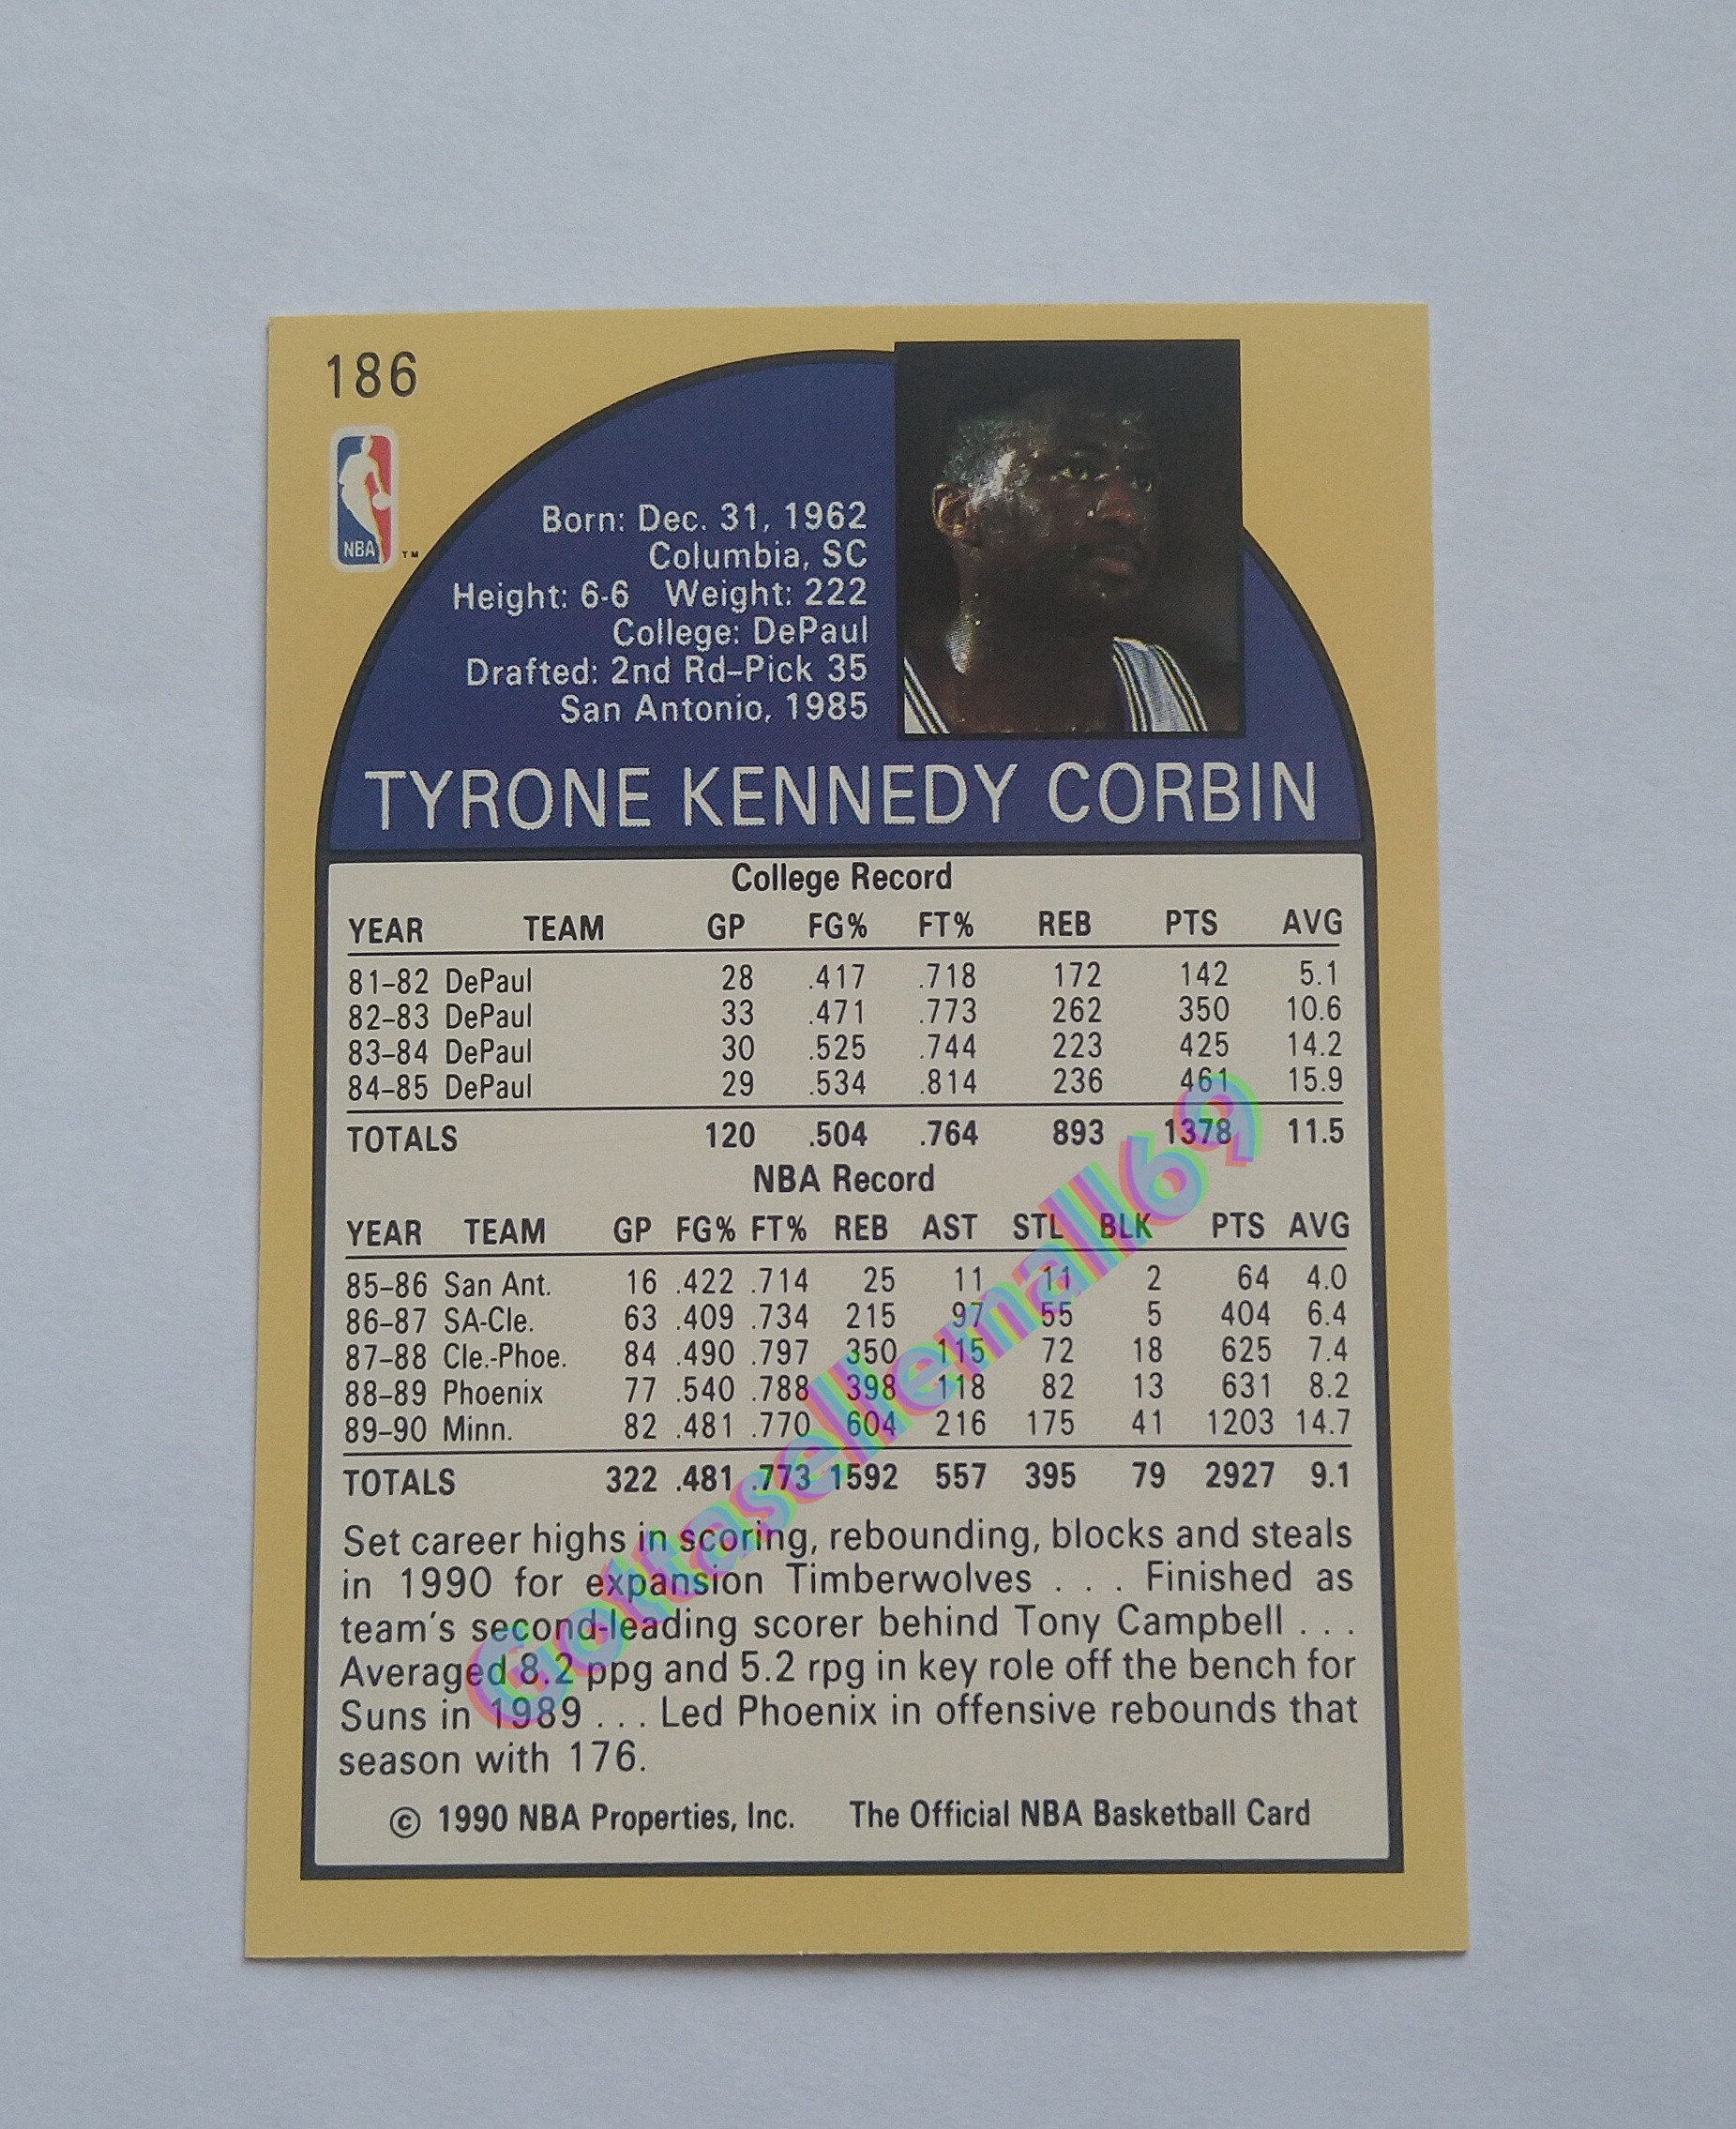 186
NBA
TM
Born: Dec. 31, 1962
Columbia, SC
Height: 6-6 Weight: 222
College: DePaul
Drafted: 2nd Rd–Pick 35
San Antonio, 1985
TYRONE KENNEDY CORBIN
College Record
YEAR TEAM GP FG% FT% REB PTS AVG
81–82 DePaul 28 .417 .718 172 142 5.1
82–83 DePaul 33 .471 .773 262 350 10.6
83–84 DePaul 30 .525 .744 223 425 14.2
84–85 DePaul 29 .534 .814 236 461 15.9
TOTALS 120 .504 .764 893 1378 11.5
NBA Record
YEAR TEAM GP FG% FT% REB AST STL BLK PTS AVG
85–86 San Ant. 16 .422 .714 25 11 11 2 64 4.0
86–87 SA-Cle. 63 .409 .734 215 97 55 5 404 6.4
87–88 Cle.-Phoe. 84 .490 .797 350 115 72 18 625 7.4
88–89 Phoenix 77 .540 .788 398 118 82 13 631 8.2
89–90 Minn. 82 .481 .770 604 216 175 41 1203 14.7
TOTALS 322 .481 .773 1592 557 395 79 2927 9.1
Set career highs in scoring, rebounding, blocks and steals
in 1990 for expansion Timberwolves . . . Finished as
team's second-leading scorer behind Tony Campbell . . .
Averaged 8.2 ppg and 5.2 rpg in key role off the bench for
Suns in 1989 . . . Led Phoenix in offensive rebounds that
season with 176.
© 1990 NBA Properties, Inc. The Official NBA Basketball Card
Gottasellemall69